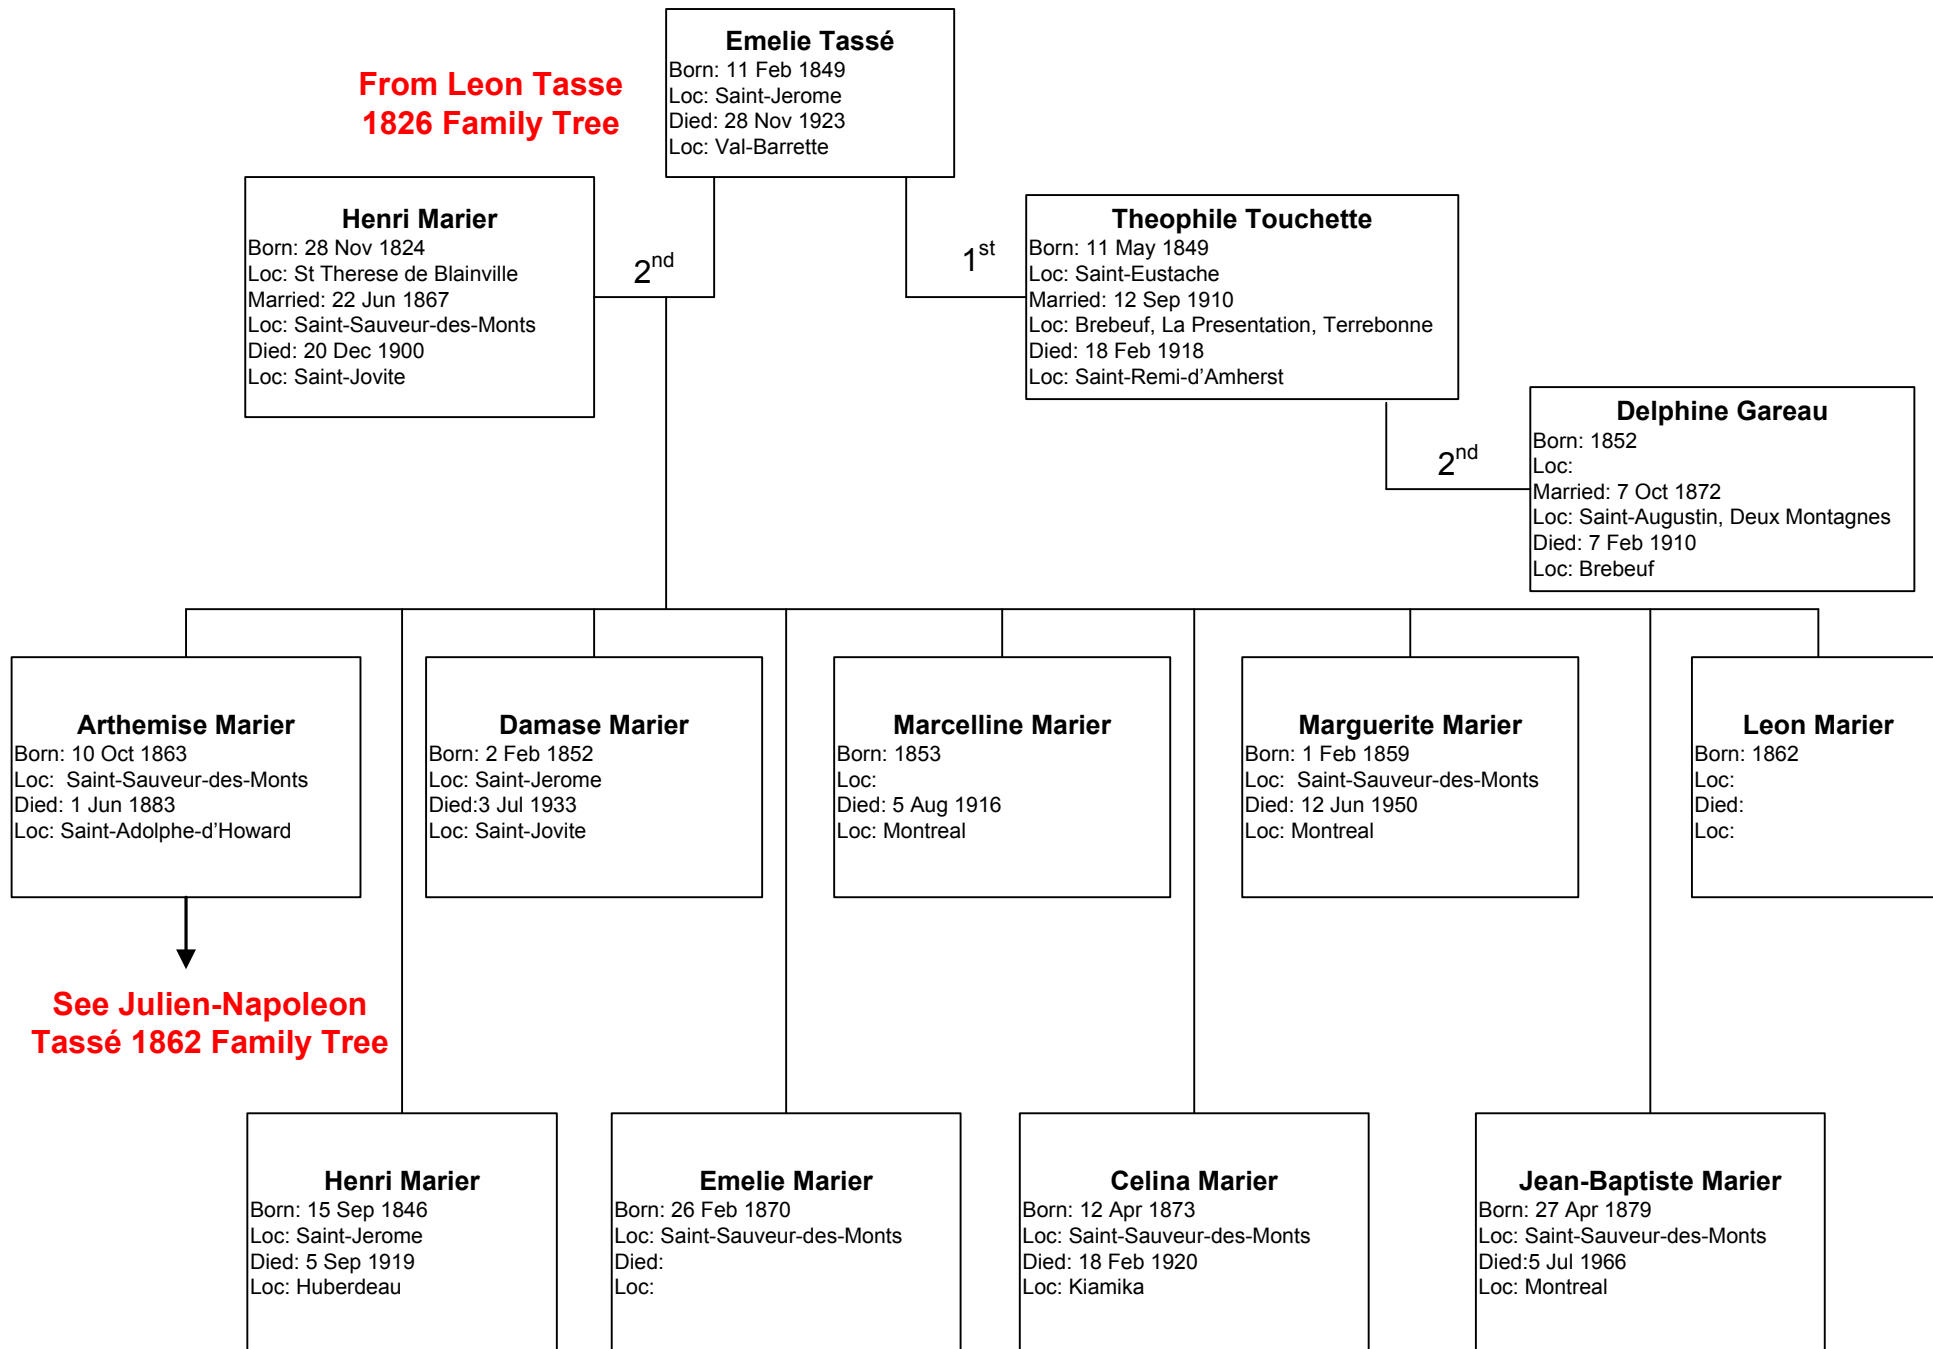 Emelie Tassé
Born: 11 Feb 1849
Loc: Saint-Jerome
Died: 28 Nov 1923
Loc: Val-Barrette
From Leon Tasse
1826 Family Tree
Henri Marier
Born: 28 Nov 1824
Loc: St Therese de Blainville
Married: 22 Jun 1867
Loc: Saint-Sauveur-des-Monts
Died: 20 Dec 1900
Loc: Saint-Jovite
2nd
1st
Theophile Touchette
Born: 11 May 1849
Loc: Saint-Eustache
Married: 12 Sep 1910
Loc: Brebeuf, La Presentation, Terrebonne
Died: 18 Feb 1918
Loc: Saint-Remi-d’Amherst
2nd
Delphine Gareau
Born: 1852
Loc:
Married: 7 Oct 1872
Loc: Saint-Augustin, Deux Montagnes
Died: 7 Feb 1910
Loc: Brebeuf
Arthemise Marier
Born: 10 Oct 1863
Loc:  Saint-Sauveur-des-Monts
Died: 1 Jun 1883
Loc: Saint-Adolphe-d’Howard
Damase Marier
Born: 2 Feb 1852
Loc: Saint-Jerome
Died:3 Jul 1933
Loc: Saint-Jovite
Marcelline Marier
Born: 1853
Loc:
Died: 5 Aug 1916
Loc: Montreal
Marguerite Marier
Born: 1 Feb 1859
Loc:  Saint-Sauveur-des-Monts
Died: 12 Jun 1950
Loc: Montreal
Leon Marier
Born: 1862
Loc:
Died:
Loc:
See Julien-Napoleon
Tassé 1862 Family Tree
Henri Marier
Born: 15 Sep 1846
Loc: Saint-Jerome
Died: 5 Sep 1919
Loc: Huberdeau
Emelie Marier
Born: 26 Feb 1870
Loc: Saint-Sauveur-des-Monts
Died:
Loc:
Celina Marier
Born: 12 Apr 1873
Loc: Saint-Sauveur-des-Monts
Died: 18 Feb 1920
Loc: Kiamika
Jean-Baptiste Marier
Born: 27 Apr 1879
Loc: Saint-Sauveur-des-Monts
Died:5 Jul 1966
Loc: Montreal